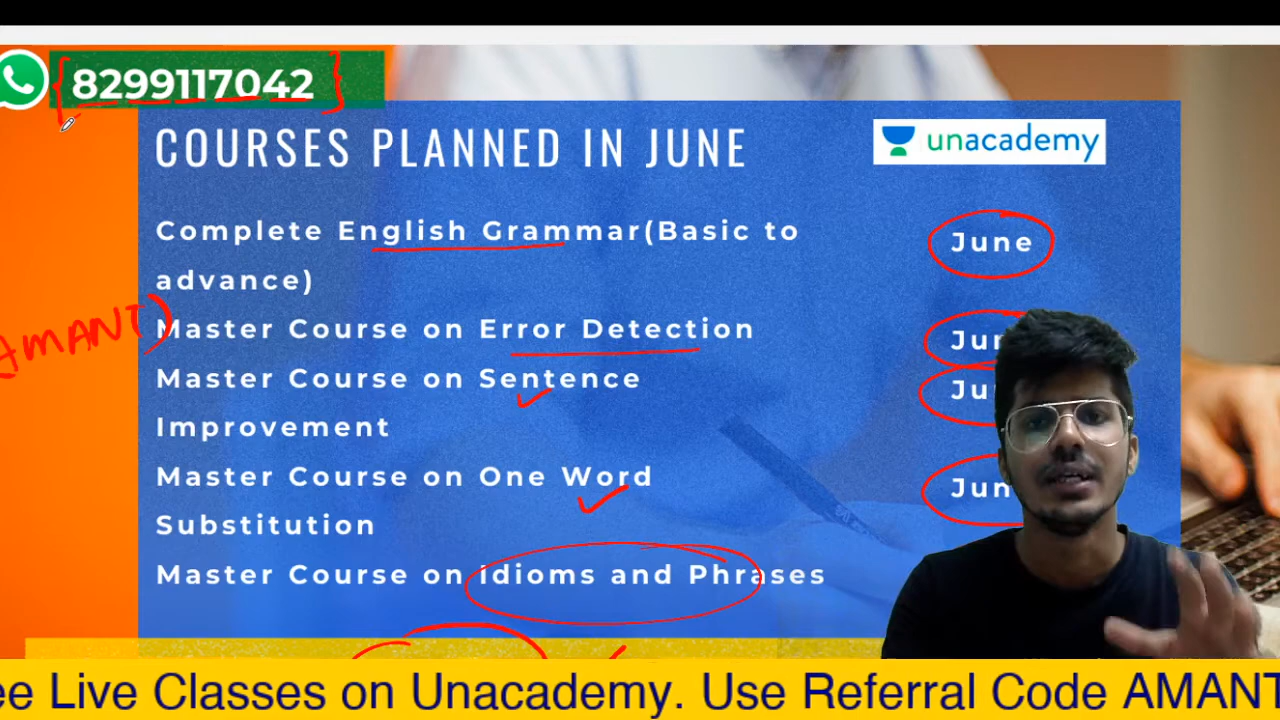 8299117042
COURSES PLANNED IN JUNE
unacademy
Complete English Grammar(Basic to
advance)
June
AMANT)
Master Course on Error Detection
Master Course on Sentence
Improvement
Master Course on One Word
Substitution
Master Course on Idioms and Phrases
ee Live Classes on Unacademy. Use Referral Code AMANT